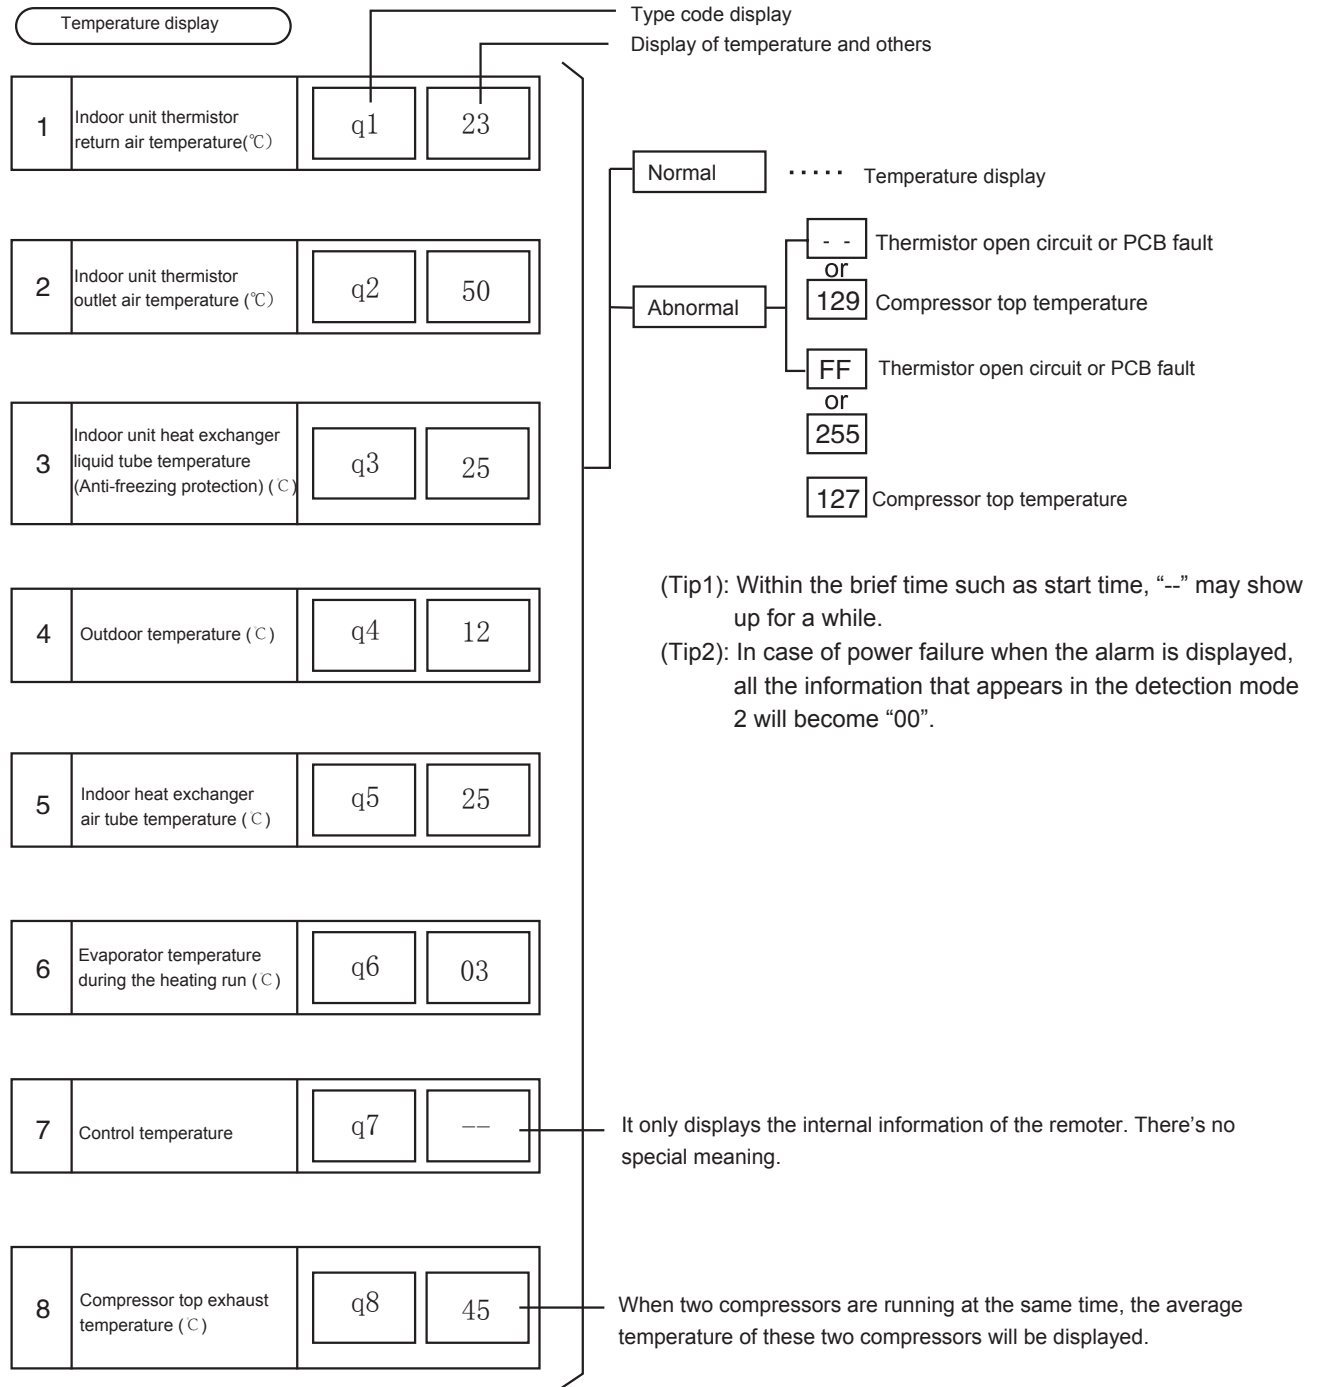 Temperature display
Type code display
Display of temperature and others
1
Indoor unit thermistor
return air temperature(℃)
q1
23
Normal
·····
Temperature display
- -
Thermistor open circuit or PCB fault
or
2
Indoor unit thermistor
outlet air temperature (℃)
q2
50
Abnormal
129
Compressor top temperature
FF
Thermistor open circuit or PCB fault
or
255
3
Indoor unit heat exchanger
liquid tube temperature
(Anti-freezing protection) (℃)
q3
25
127
Compressor top temperature
(Tip1): Within the brief time such as start time, “--” may show
up for a while.
(Tip2): In case of power failure when the alarm is displayed,
all the information that appears in the detection mode
2 will become “00”.
4
Outdoor temperature (℃)
q4
12
5
Indoor heat exchanger
air tube temperature (℃)
q5
25
6
Evaporator temperature
during the heating run (℃)
q6
03
7
Control temperature
q7
--
It only displays the internal information of the remoter. There’s no
special meaning.
8
Compressor top exhaust
temperature (℃)
q8
45
When two compressors are running at the same time, the average
temperature of these two compressors will be displayed.